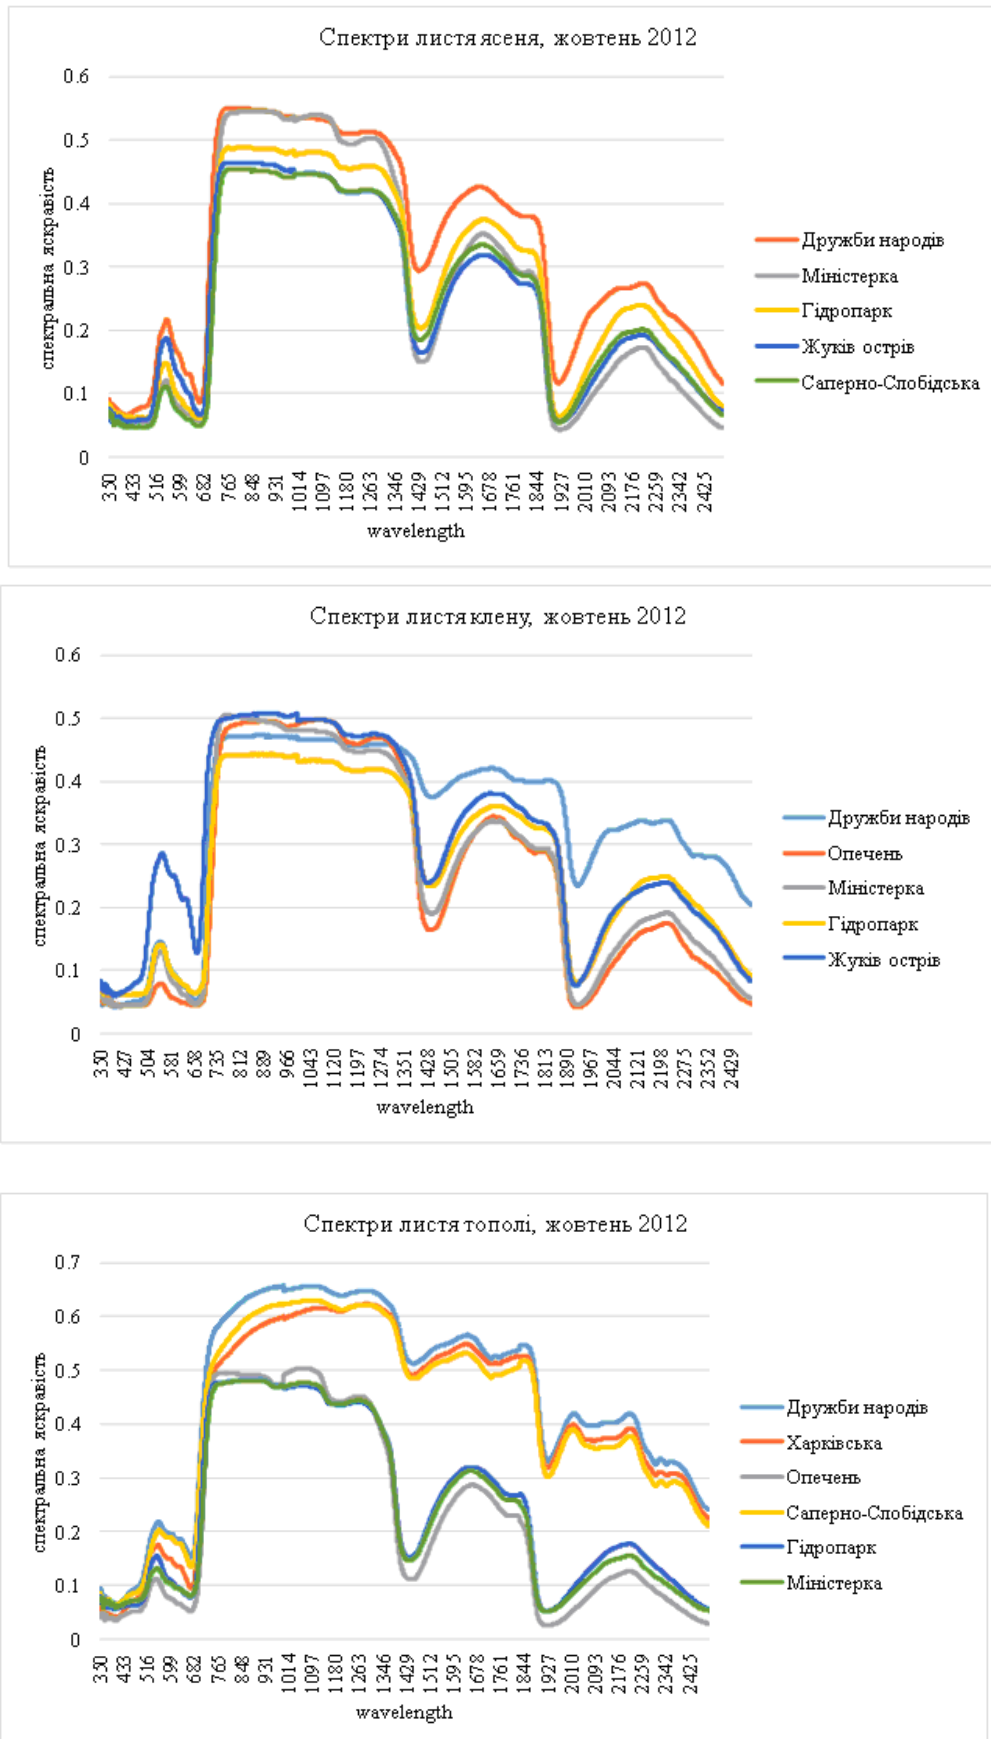 Спектри листя ясеня, жовтень 2012
0.6
0.5
0.4
0.3
0.2
0.1
0
спектральна яскравість
330 433 516 599 682 765 848 931 1014 1097 1180 1263 1346 1429 1512 1595 1678 1761 1844 1927 2010 2093 2176 2259 2342 2425
wavelength
Дружби народів
Міністерка
Гідропарк
Жуків острів
Саперно-Слобідська
Спектри листя клену, жовтень 2012
0.6
0.5
0.4
0.3
0.2
0.1
0
спектральна яскравість
330 427 504 581 658 735 812 889 966 1043 1120 1197 1274 1351 1428 1505 1582 1659 1736 1813 1890 1967 2044 2121 2198 2275 2352 2429
wavelength
Дружби народів
Опечень
Міністерка
Гідропарк
Жуків острів
Спектри листя тополі, жовтень 2012
0.7
0.6
0.5
0.4
0.3
0.2
0.1
0
спектральна яскравість
330 433 516 599 682 765 848 931 1014 1097 1180 1263 1346 1429 1512 1595 1678 1761 1844 1927 2010 2093 2176 2259 2342 2425
wavelength
Дружби народів
Харківська
Опечень
Саперно-Слобідська
Гідропарк
Міністерка